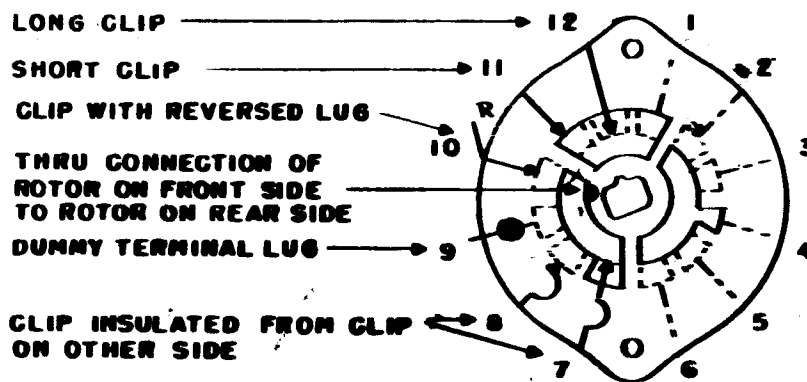 LONG CLIP 12 1
SHORT CLIP 11 2
CLIP WITH REVERSED LUG R
10 3
THRU CONNECTION OF
ROTOR ON FRONT SIDE
TO ROTOR ON REAR SIDE
DUMMY TERMINAL LUG 9 4
CLIP INSULATED FROM CLIP 8 5
ON OTHER SIDE 7 6